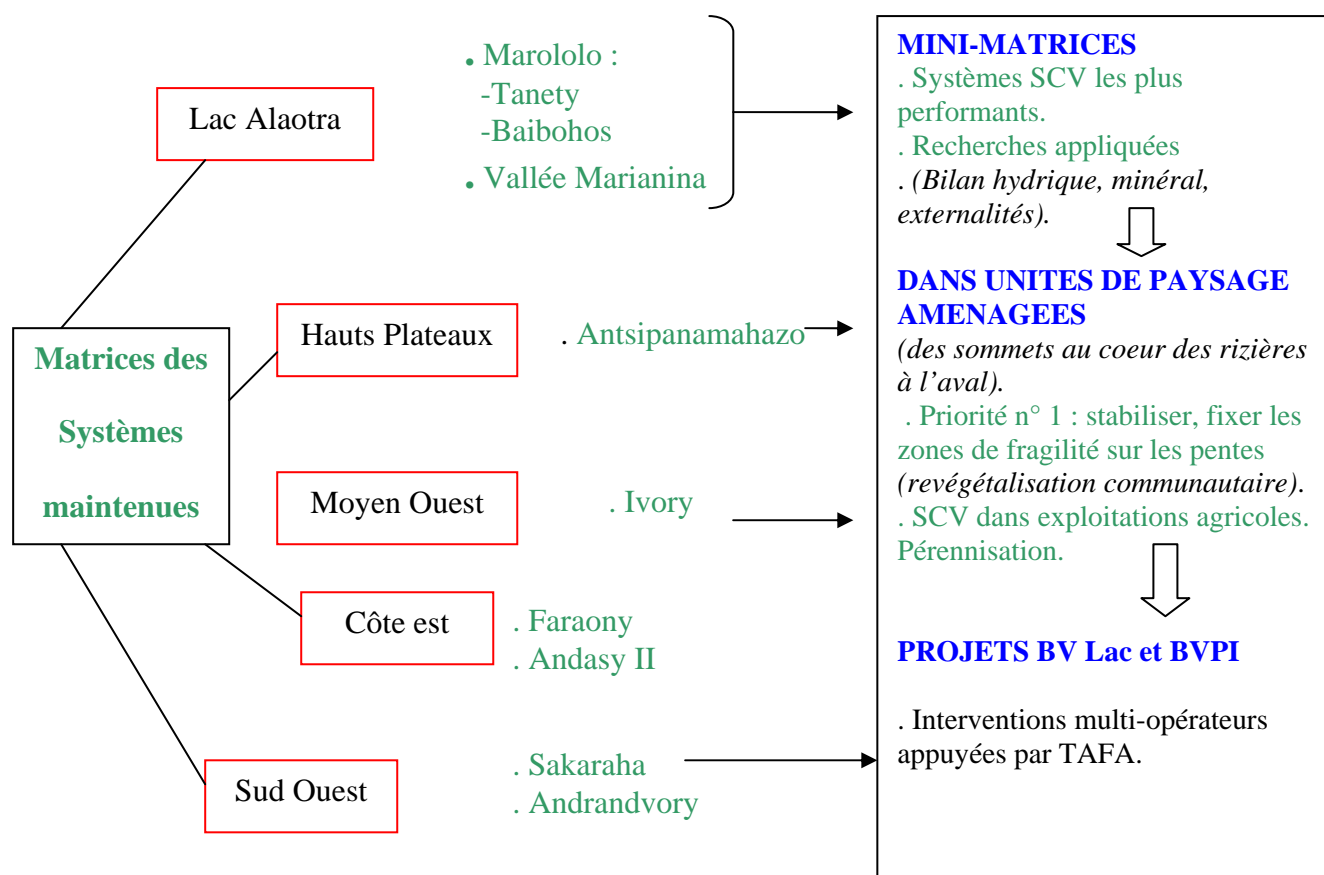 Matrices des
Systèmes
maintenues
Lac Alaotra
. Marololo :
-Tanety
-Baibohos
. Vallée Marianina
Hauts Plateaux
. Antsipanamahazo
Moyen Ouest
. Ivory
Côte est
. Faraony
. Andasy II
Sud Ouest
. Sakaraha
. Andrandvory
MINI-MATRICES
. Systèmes SCV les plus
performants.
. Recherches appliquées
. (Bilan hydrique, minéral,
externalités).
DANS UNITES DE PAYSAGE
AMENAGEES
(des sommets au coeur des rizières
à l’aval).
. Priorité n° 1 : stabiliser, fixer les
zones de fragilité sur les pentes
(revégétalisation communautaire).
. SCV dans exploitations agricoles.
Pérennisation.
PROJETS BV Lac et BVPI
. Interventions multi-opérateurs
appuyées par TAFA.